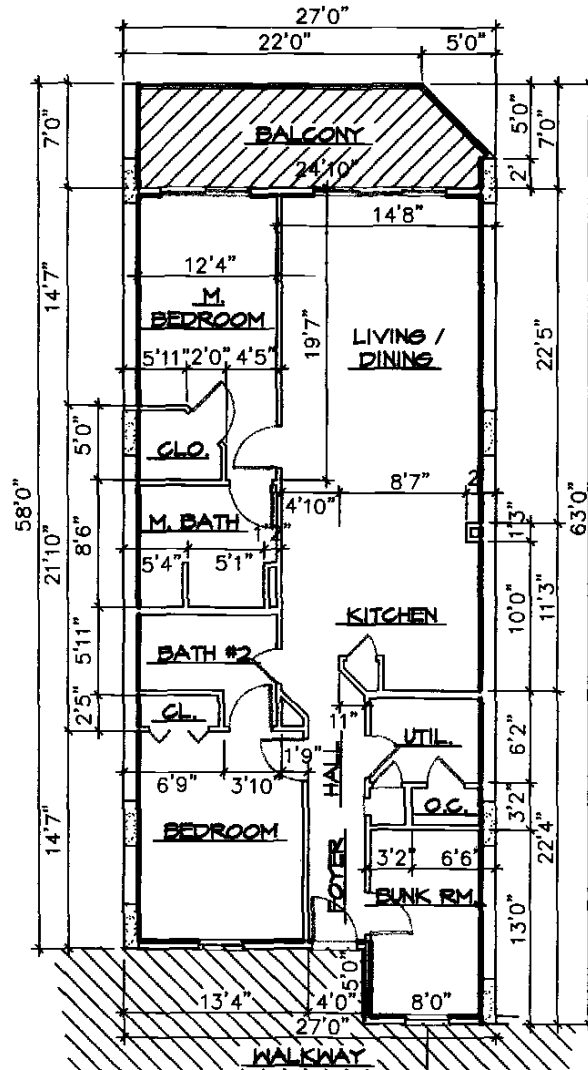 27'0"
22'0"
5'0"
7'0"
5'0"
7'0"
BALCONY
24'10"
2'
14'8"
14'7"
12'4"
M.
BEDROOM
19'7"
LIVING /
DINING
22'5"
5'11" 2'0" 4'5"
5'0"
CLO.
58'0"
21'10"
63'0"
8'7"
2'
4'10"
8'6"
M. BATH
1'3"
5'4"
5'1"
10'0"
11'3"
KITCHEN
5'11"
BATH #2
2'5"
CL.
11"
UTIL.
6'2"
1'9"
HALL
6'9"
3'10"
O.C.
3'2"
14'7"
BEDROOM
22'4"
3'2"
6'6"
FOYER
BUNK RM.
13'0"
5'0"
13'4"
4'0"
8'0"
27'0"
WALKWAY